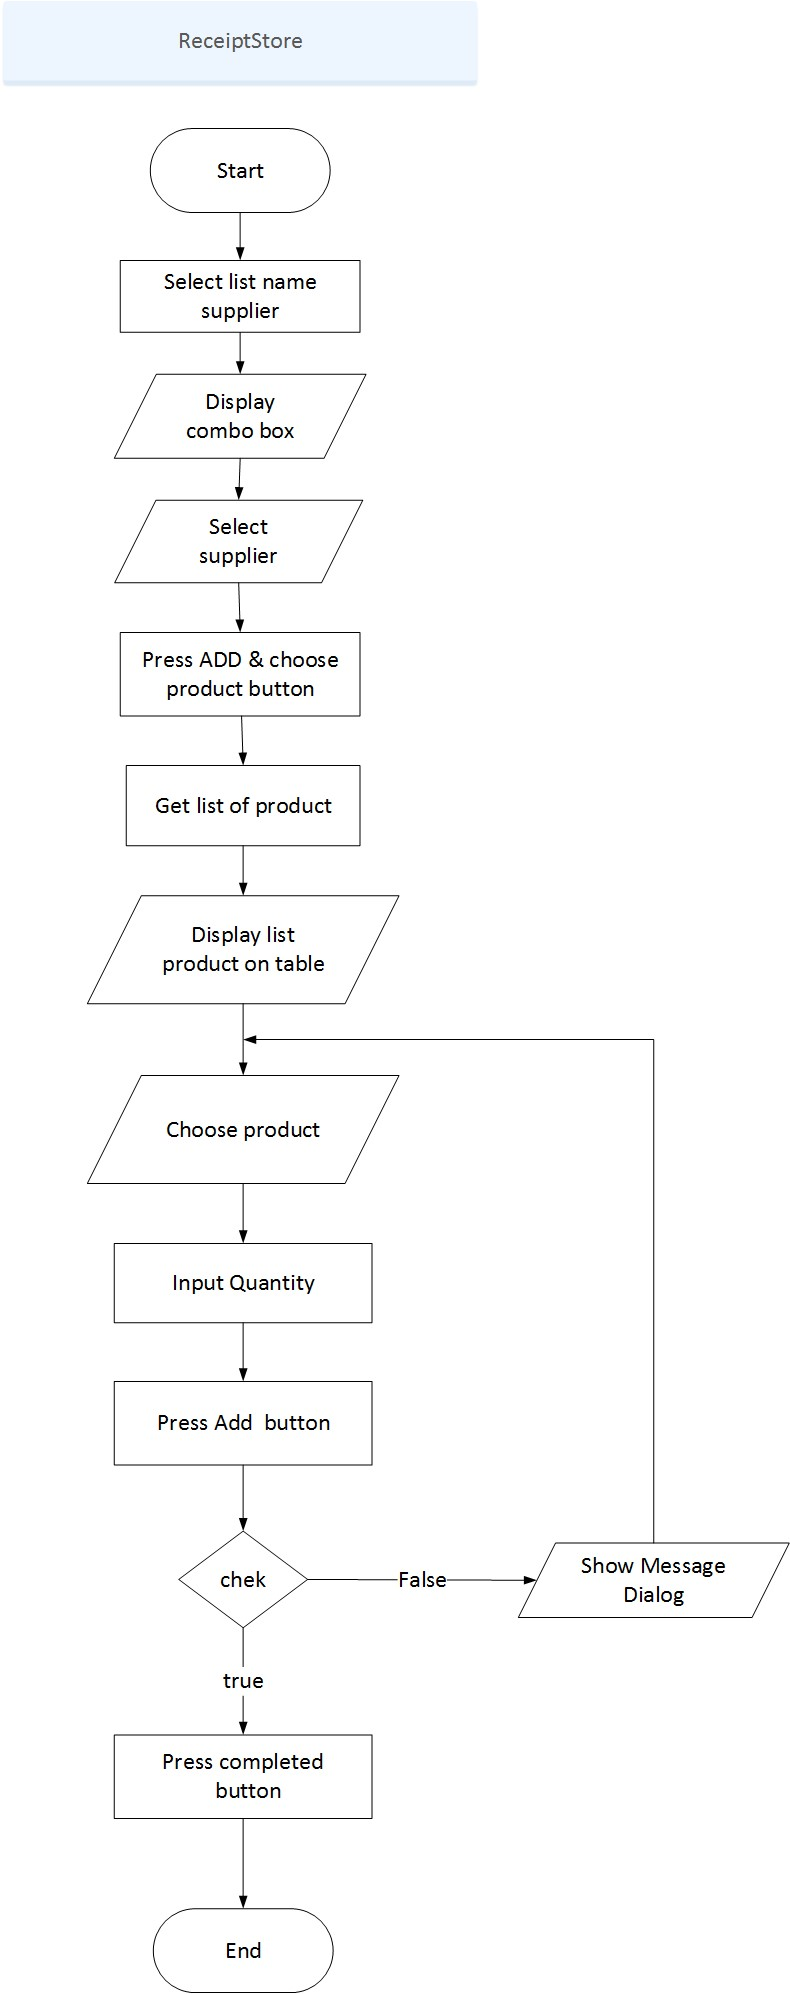 ReceiptStore
Start
Select list name
supplier
Display
combo box
Select
supplier
Press ADD & choose
product button
Get list of product
Display list
product on table
Choose product
Input Quantity
Press Add  button
chek
False
Show Message
Dialog
true
Press completed
button
End